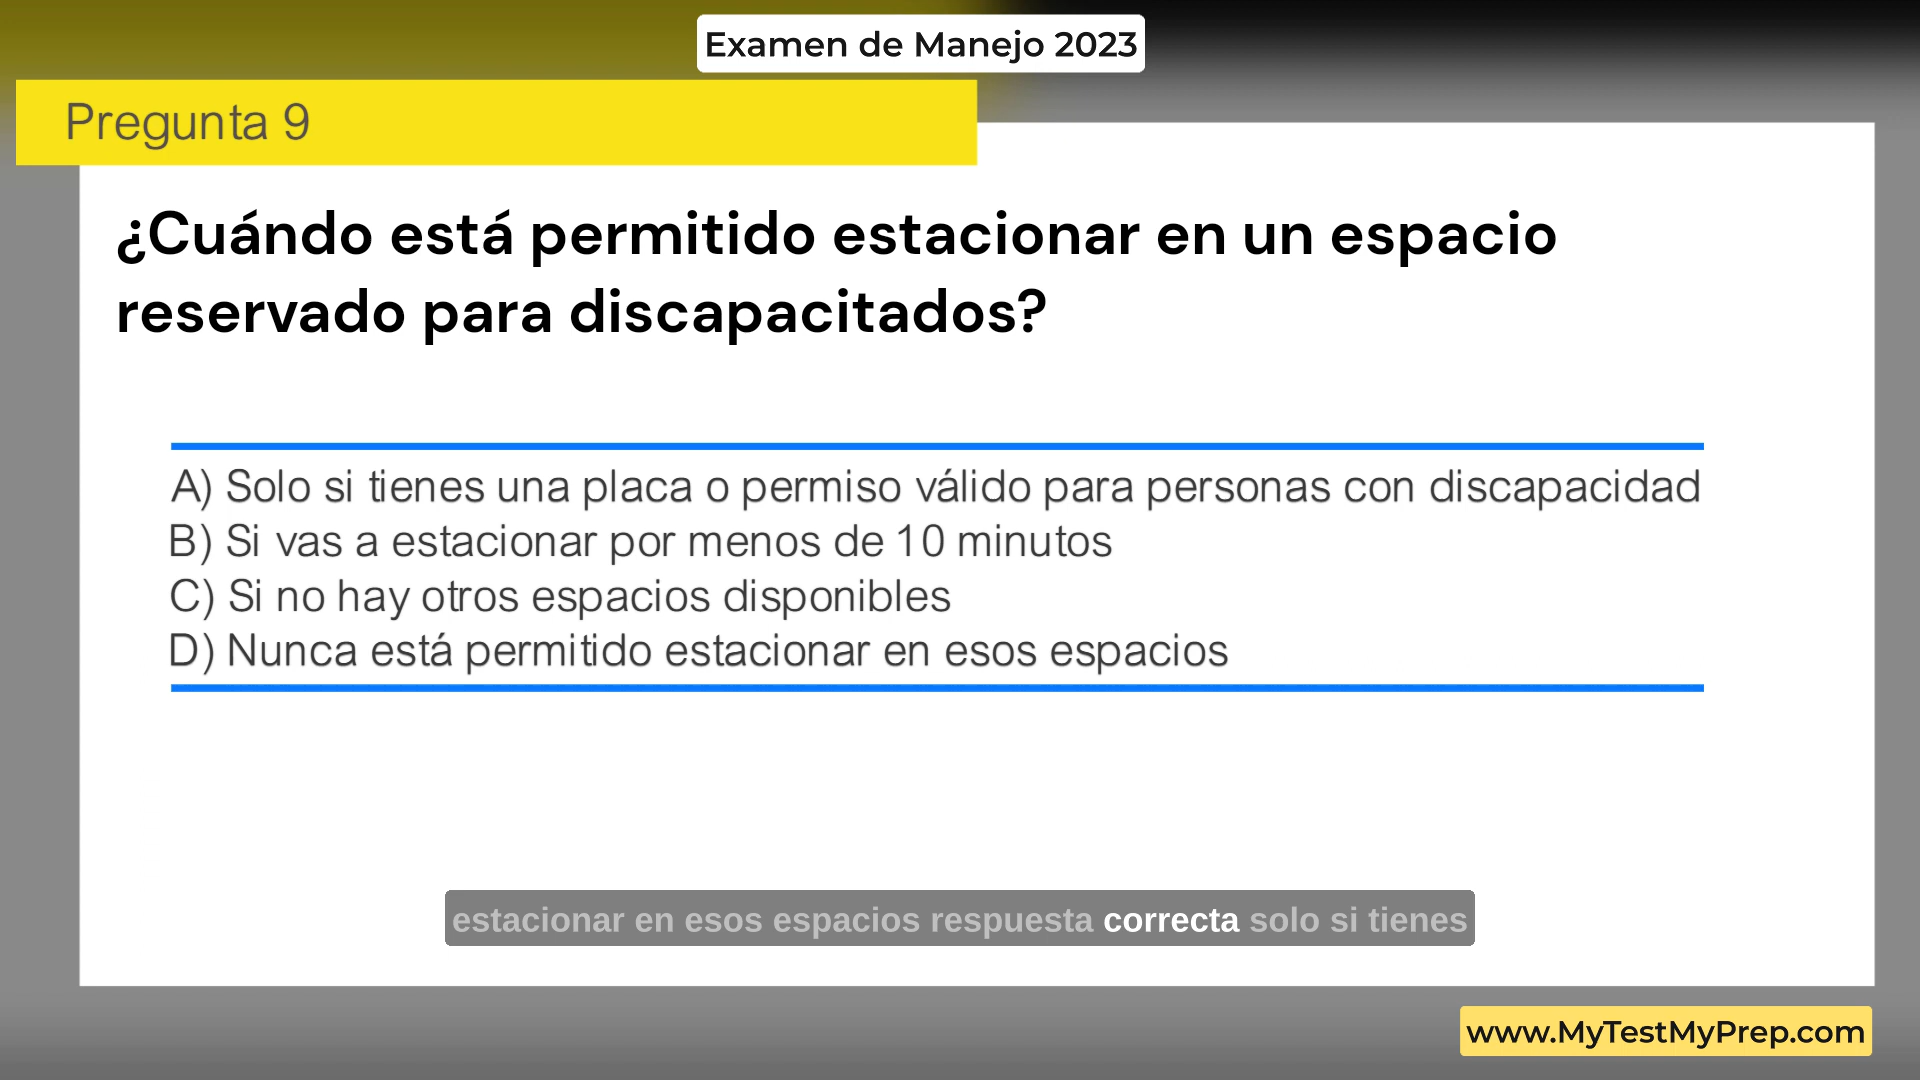 Examen de Manejo 2023
Pregunta 9
¿Cuándo está permitido estacionar en un espacio
reservado para discapacitados?
A) Solo si tienes una placa o permiso válido para personas con discapacidad
B) Si vas a estacionar por menos de 10 minutos
C) Si no hay otros espacios disponibles
D) Nunca está permitido estacionar en esos espacios
estacionar en esos espacios respuesta correcta solo si tienes
www.MyTestMyPrep.com